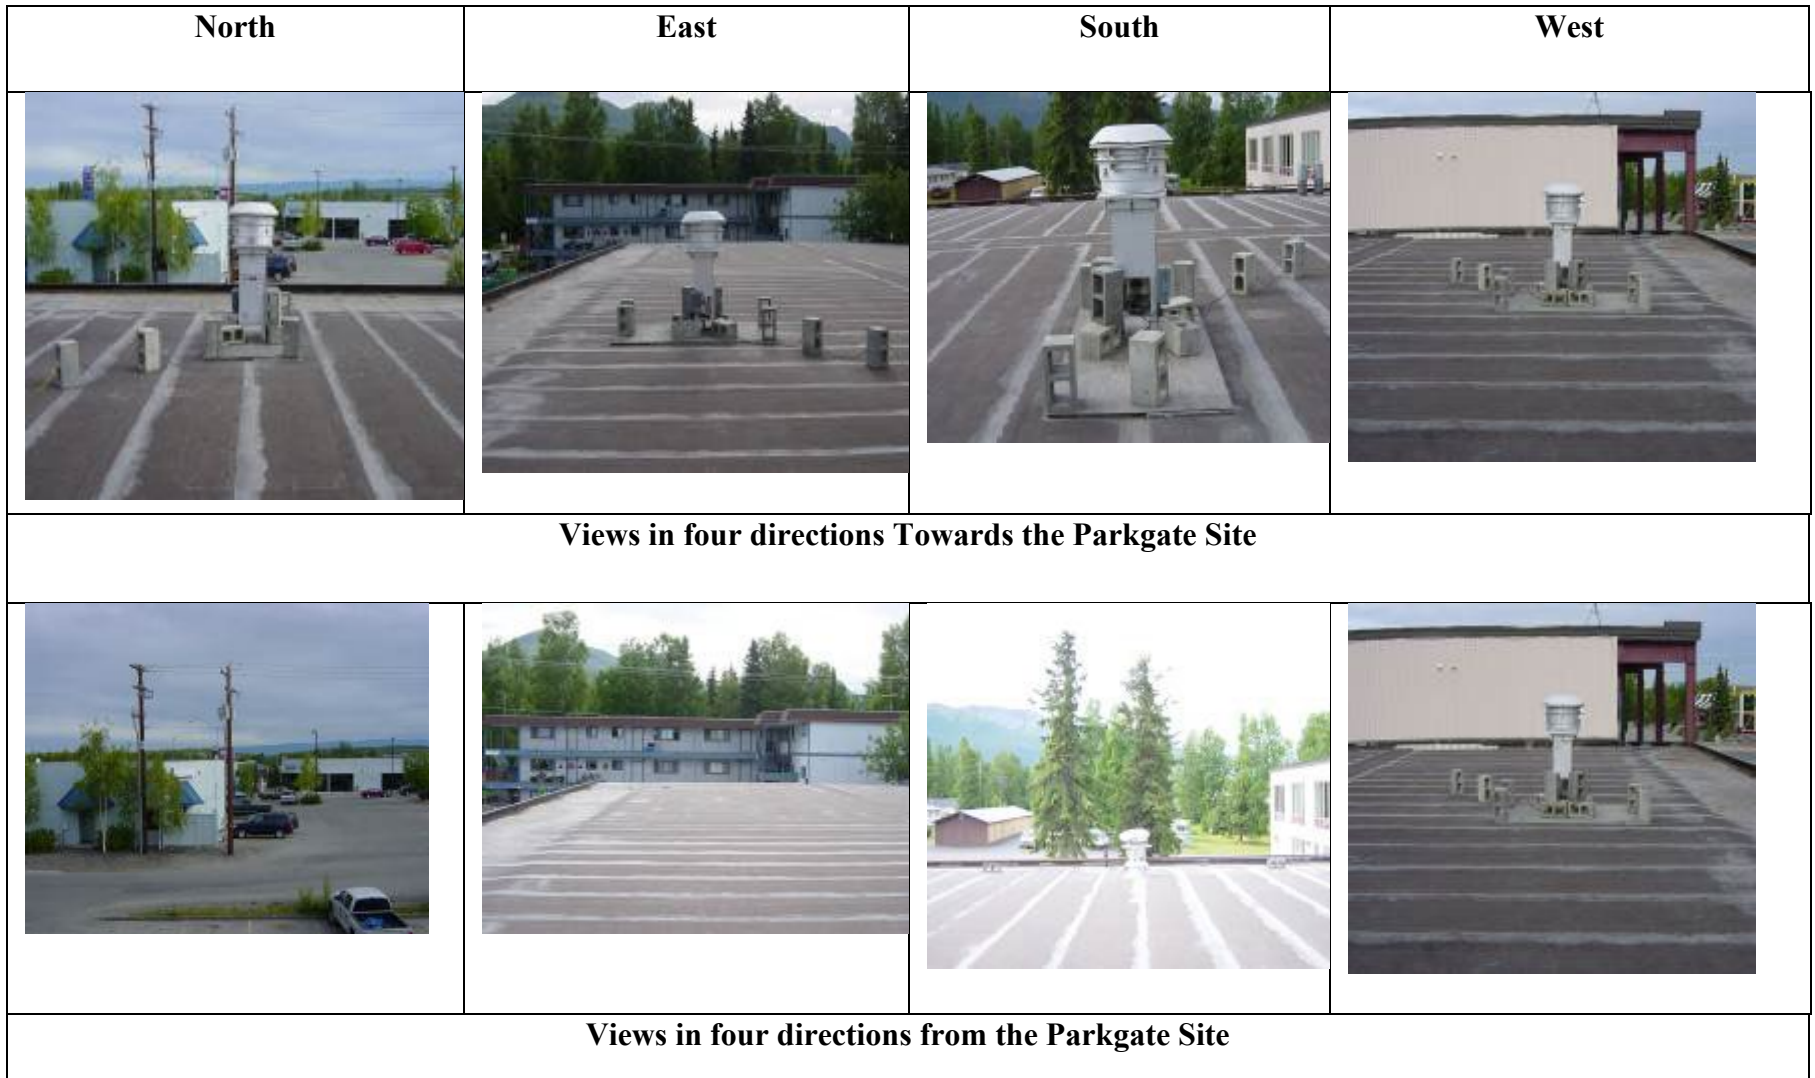 North East South West
Views in four directions Towards the Parkgate Site
Views in four directions from the Parkgate Site